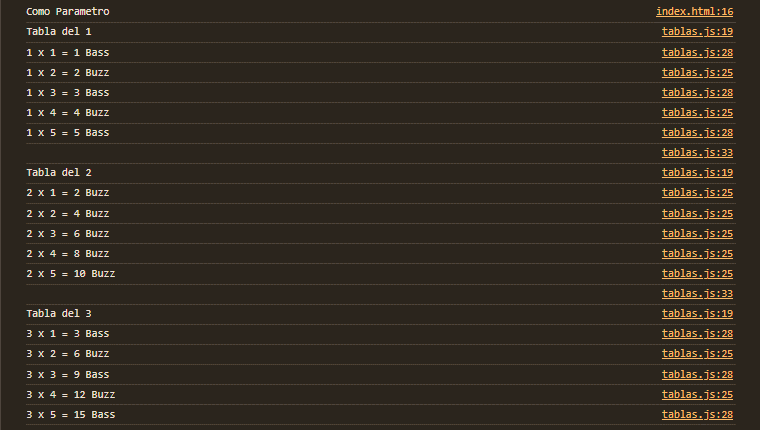 Como Parametro index.html:16
Tabla del 1 tablas.js:19
1 x 1 = 1 Bass tablas.js:28
1 x 2 = 2 Buzz tablas.js:25
1 x 3 = 3 Bass tablas.js:28
1 x 4 = 4 Buzz tablas.js:25
1 x 5 = 5 Bass tablas.js:28
tablas.js:33
Tabla del 2 tablas.js:19
2 x 1 = 2 Buzz tablas.js:25
2 x 2 = 4 Buzz tablas.js:25
2 x 3 = 6 Buzz tablas.js:25
2 x 4 = 8 Buzz tablas.js:25
2 x 5 = 10 Buzz tablas.js:25
tablas.js:33
Tabla del 3 tablas.js:19
3 x 1 = 3 Bass tablas.js:28
3 x 2 = 6 Buzz tablas.js:25
3 x 3 = 9 Bass tablas.js:28
3 x 4 = 12 Buzz tablas.js:25
3 x 5 = 15 Bass tablas.js:28